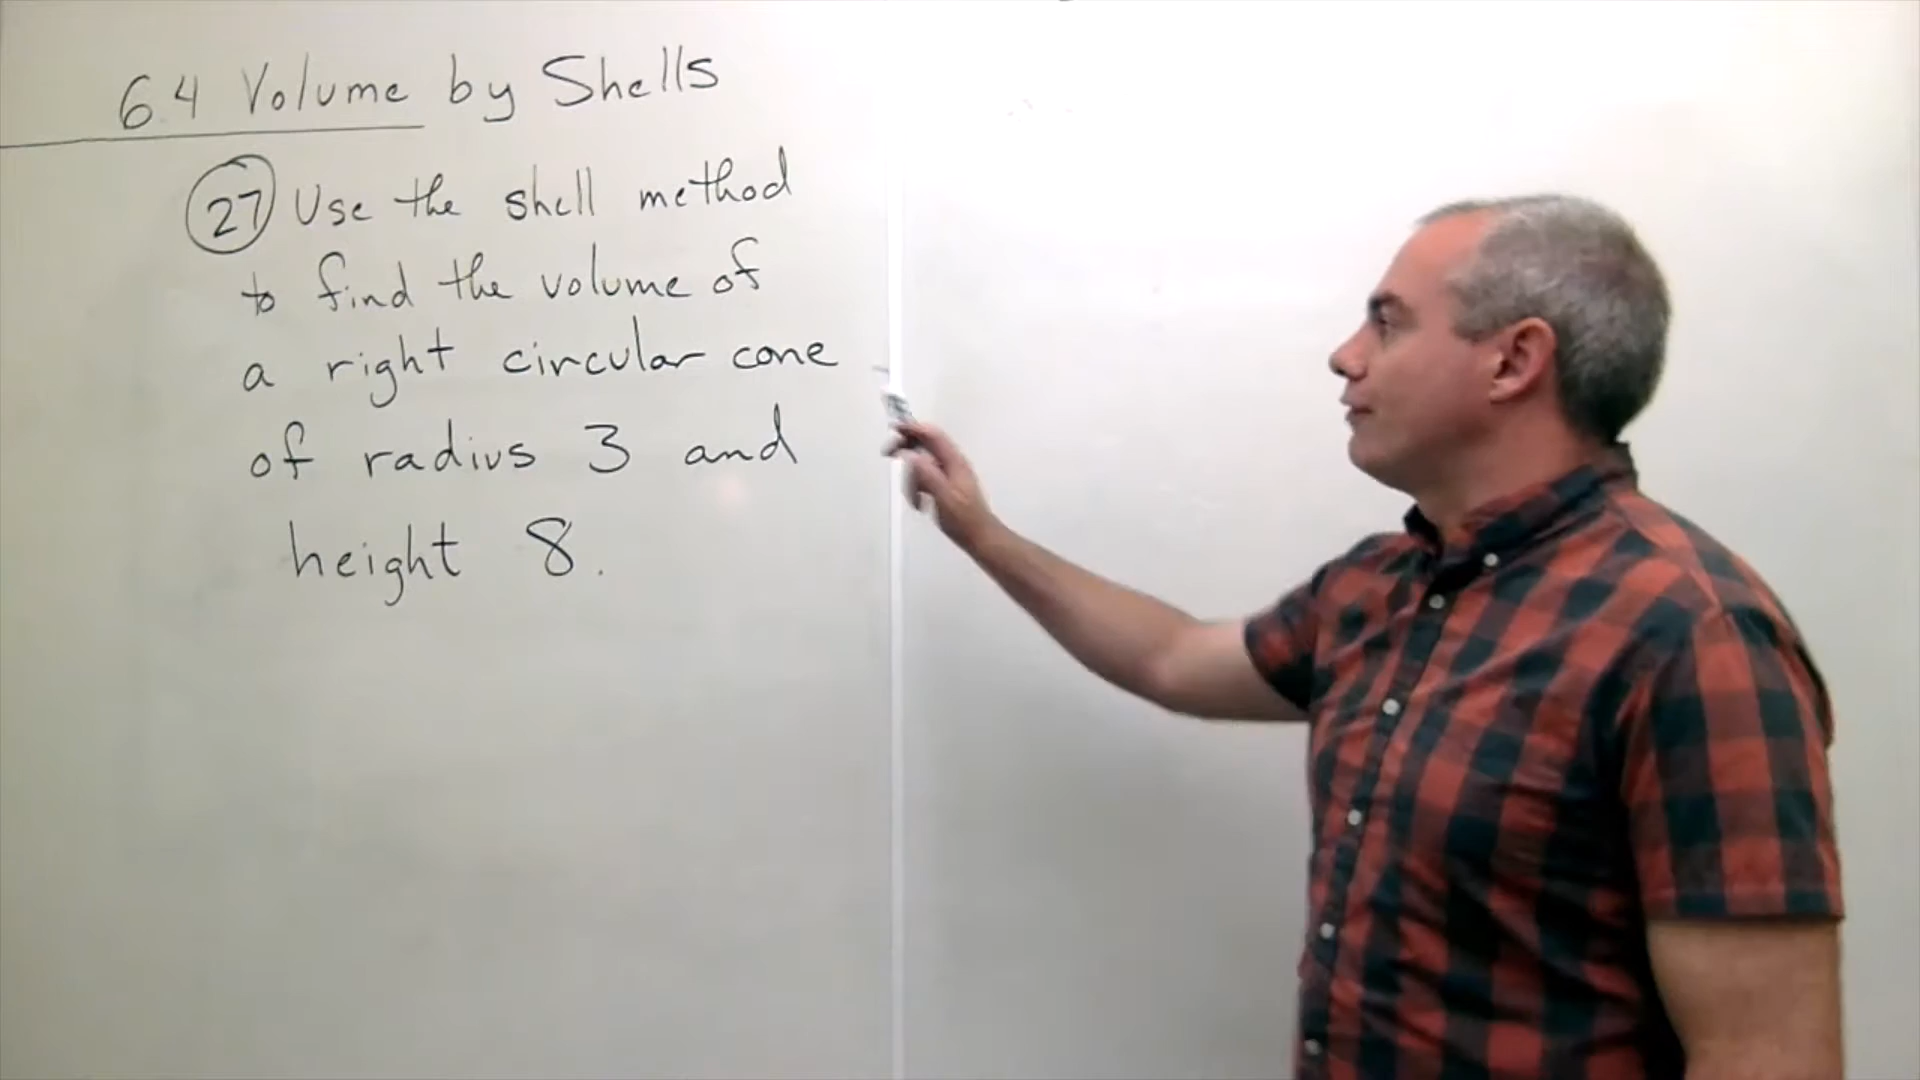 6.4 Volume by Shells
27 Use the shell method
to find the volume of
a right circular cone
of radius 3 and
height 8.